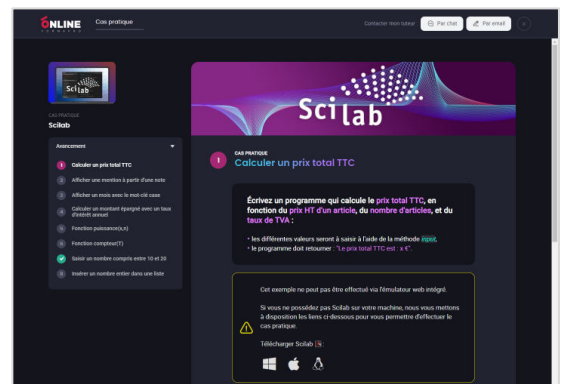 ONLINE
FORMAPRO
Cas pratique
Contacter mon tuteur
Par chat
Par email
Scilab
CAS PRATIQUE
Scilab
Avancement
1 Calculer un prix total TTC
2 Afficher une mention à partir d'une note
3 Afficher un mois avec le mot-clé case
4 Calculer un montant épargné avec un taux
d'intérêt annuel
5 Fonction puissance(x,n)
6 Fonction compteur(T)
Saisir un nombre compris entre 10 et 20
8 Insérer un nombre entier dans une liste
Scilab
1
CAS PRATIQUE
Calculer un prix total TTC
Écrivez un programme qui calcule le prix total TTC, en
fonction du prix HT d'un article, du nombre d'articles, et du
taux de TVA :
• les différentes valeurs seront à saisir à l'aide de la méthode input,
• le programme doit retourner : "Le prix total TTC est : x €".
Cet exemple ne pout pas être effectué via l'émulateur web intégré.
Si vous ne possédez pas Scilab sur votre machine, nous vous mettons
à disposition les liens ci-dessous pour vous permettre d'effectuer le
cas pratique.
Télécharger Scilab